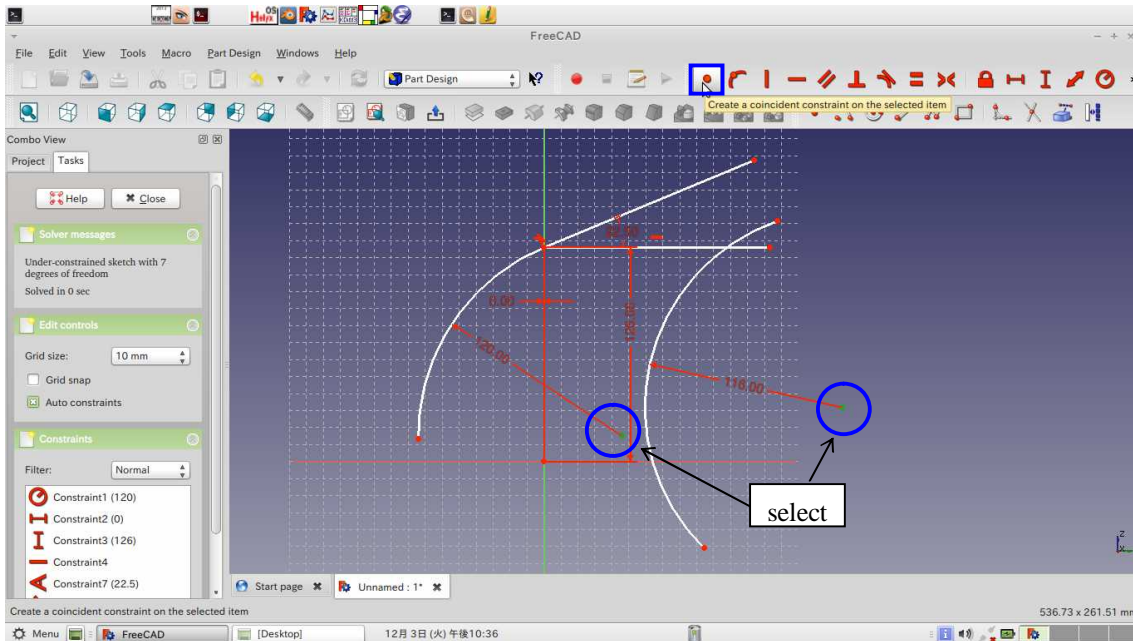 OS
Helyx
FreeCAD
File Edit View Tools Macro Part Design Windows Help
Part Design
Create a coincident constraint on the selected item
Combo View
Project Tasks
Help Close
Solver messages
Under-constrained sketch with 7
degrees of freedom
Solved in 0 sec
Edit controls
Grid size: 10 mm
Grid snap
Auto constraints
Constraints
Filter: Normal
Constraint1 (120)
Constraint2 (0)
Constraint3 (126)
Constraint4
Constraint7 (22.5)
22.50
0.00
120.00
116.00
select
z
x
Start page Unnamed : 1*
Create a coincident constraint on the selected item
536.73 x 261.51 mm
Menu FreeCAD [Desktop] 12月 3日 (火) 午後10:36